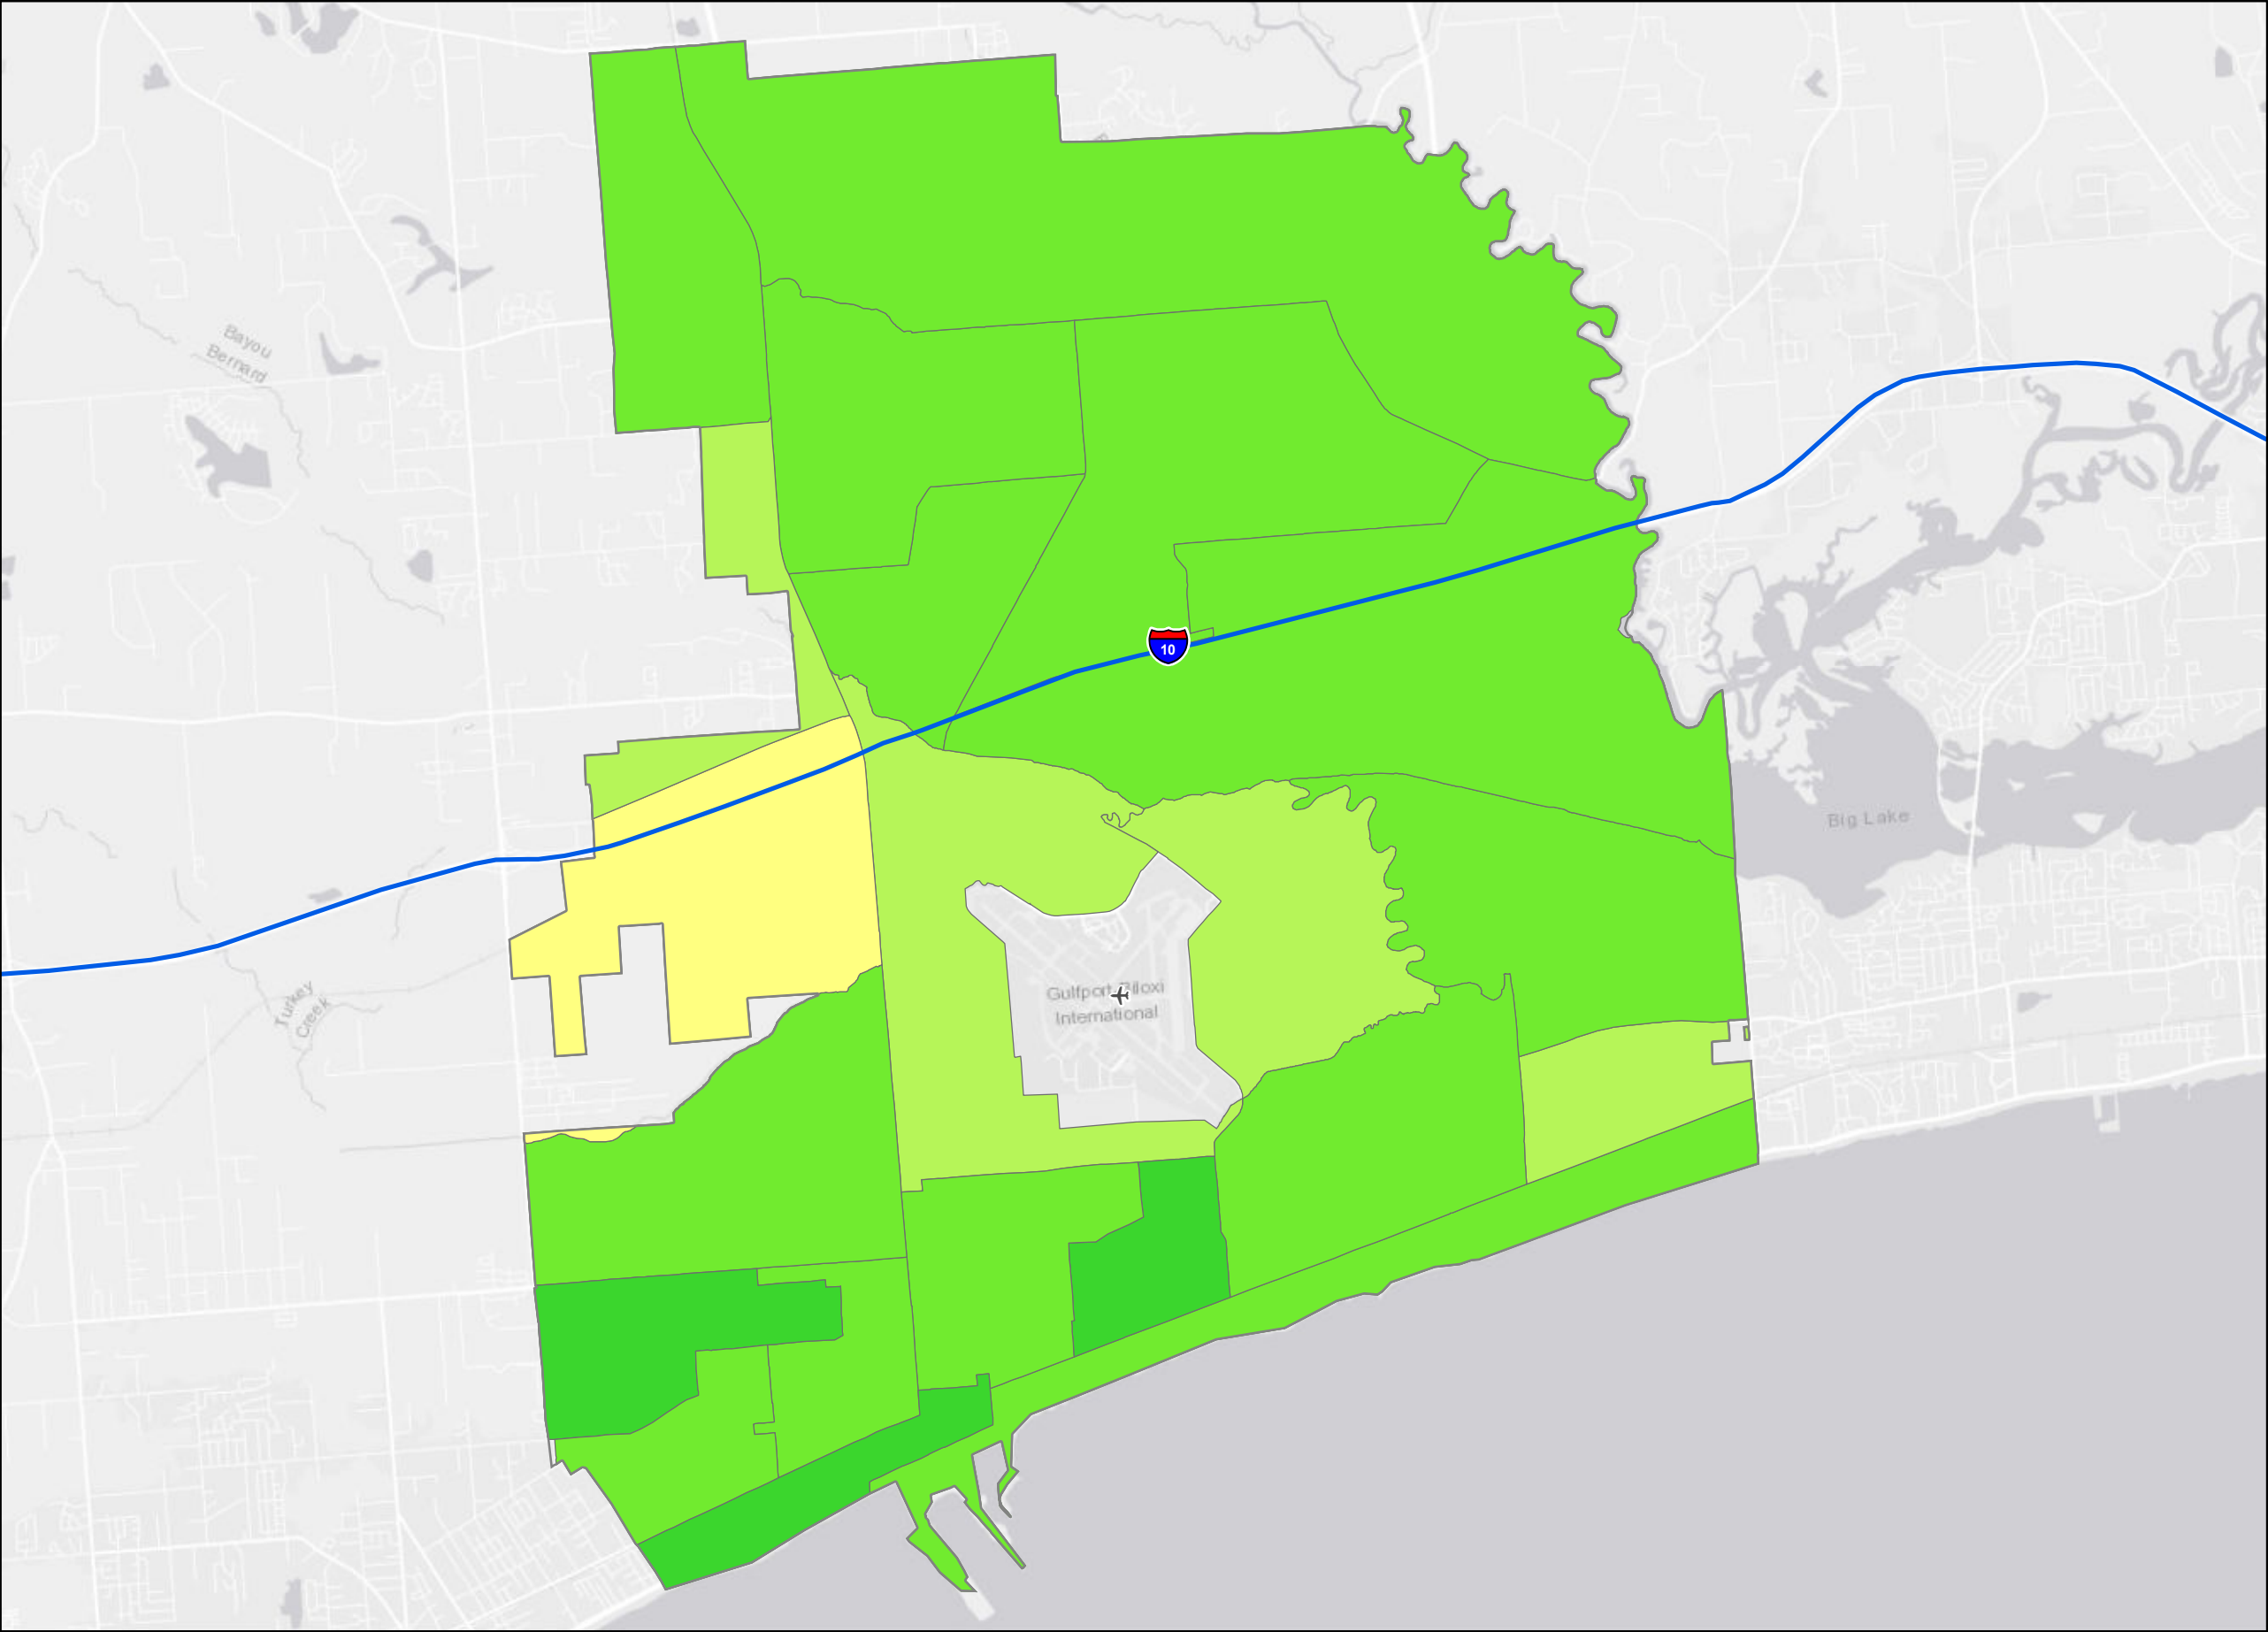 Bayou
Bernard
10
Big Lake
Gulfport-Biloxi
International
Turkey
Creek